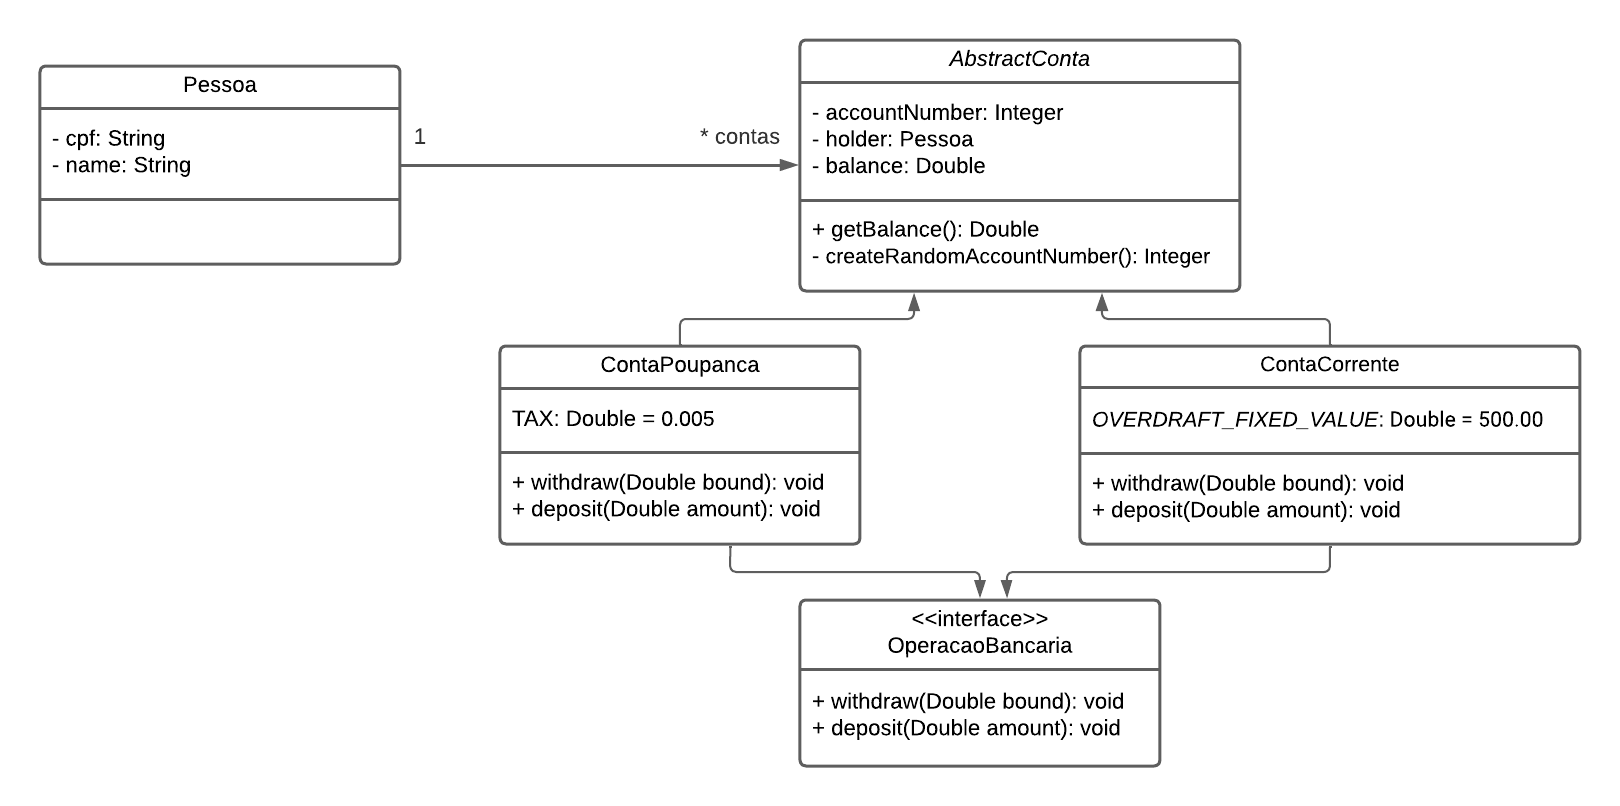 Pessoa
- cpf: String
- name: String
1
* contas
AbstractConta
- accountNumber: Integer
- holder: Pessoa
- balance: Double
+ getBalance(): Double
- createRandomAccountNumber(): Integer
ContaPoupanca
TAX: Double = 0.005
+ withdraw(Double bound): void
+ deposit(Double amount): void
ContaCorrente
OVERDRAFT_FIXED_VALUE: Double = 500.00
+ withdraw(Double bound): void
+ deposit(Double amount): void
<<interface>>
OperacaoBancaria
+ withdraw(Double bound): void
+ deposit(Double amount): void